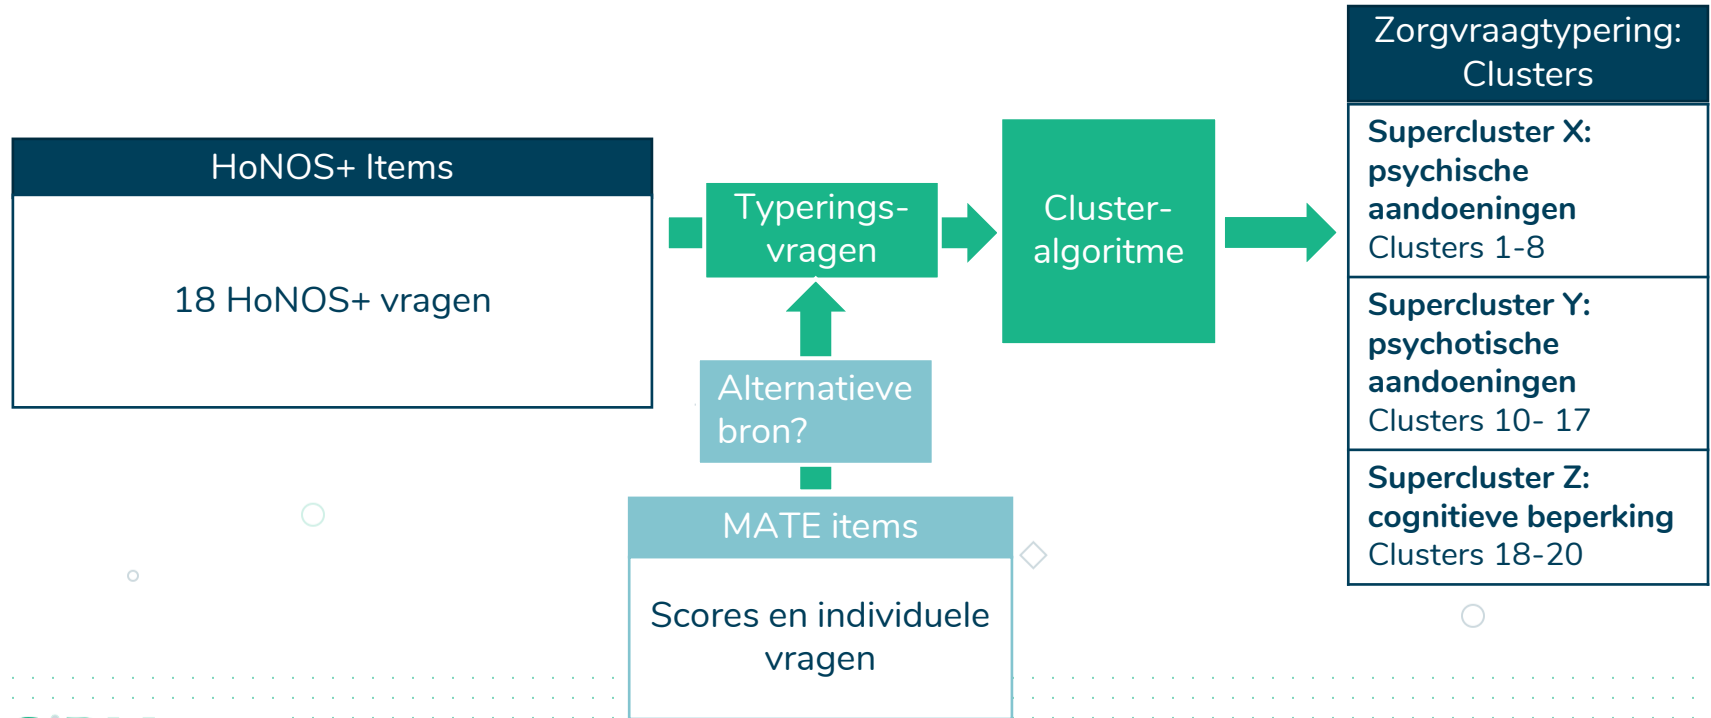 HoNOS+ Items
18 HoNOS+ vragen
Typerings-
vragen
Alternatieve
bron?
MATE items
Scores en individuele
vragen
Cluster-
algoritme
Zorgvraagtypering:
Clusters
Supercluster X:
psychische
aandoeningen
Clusters 1-8
Supercluster Y:
psychotische
aandoeningen
Clusters 10- 17
Supercluster Z:
cognitieve beperking
Clusters 18-20